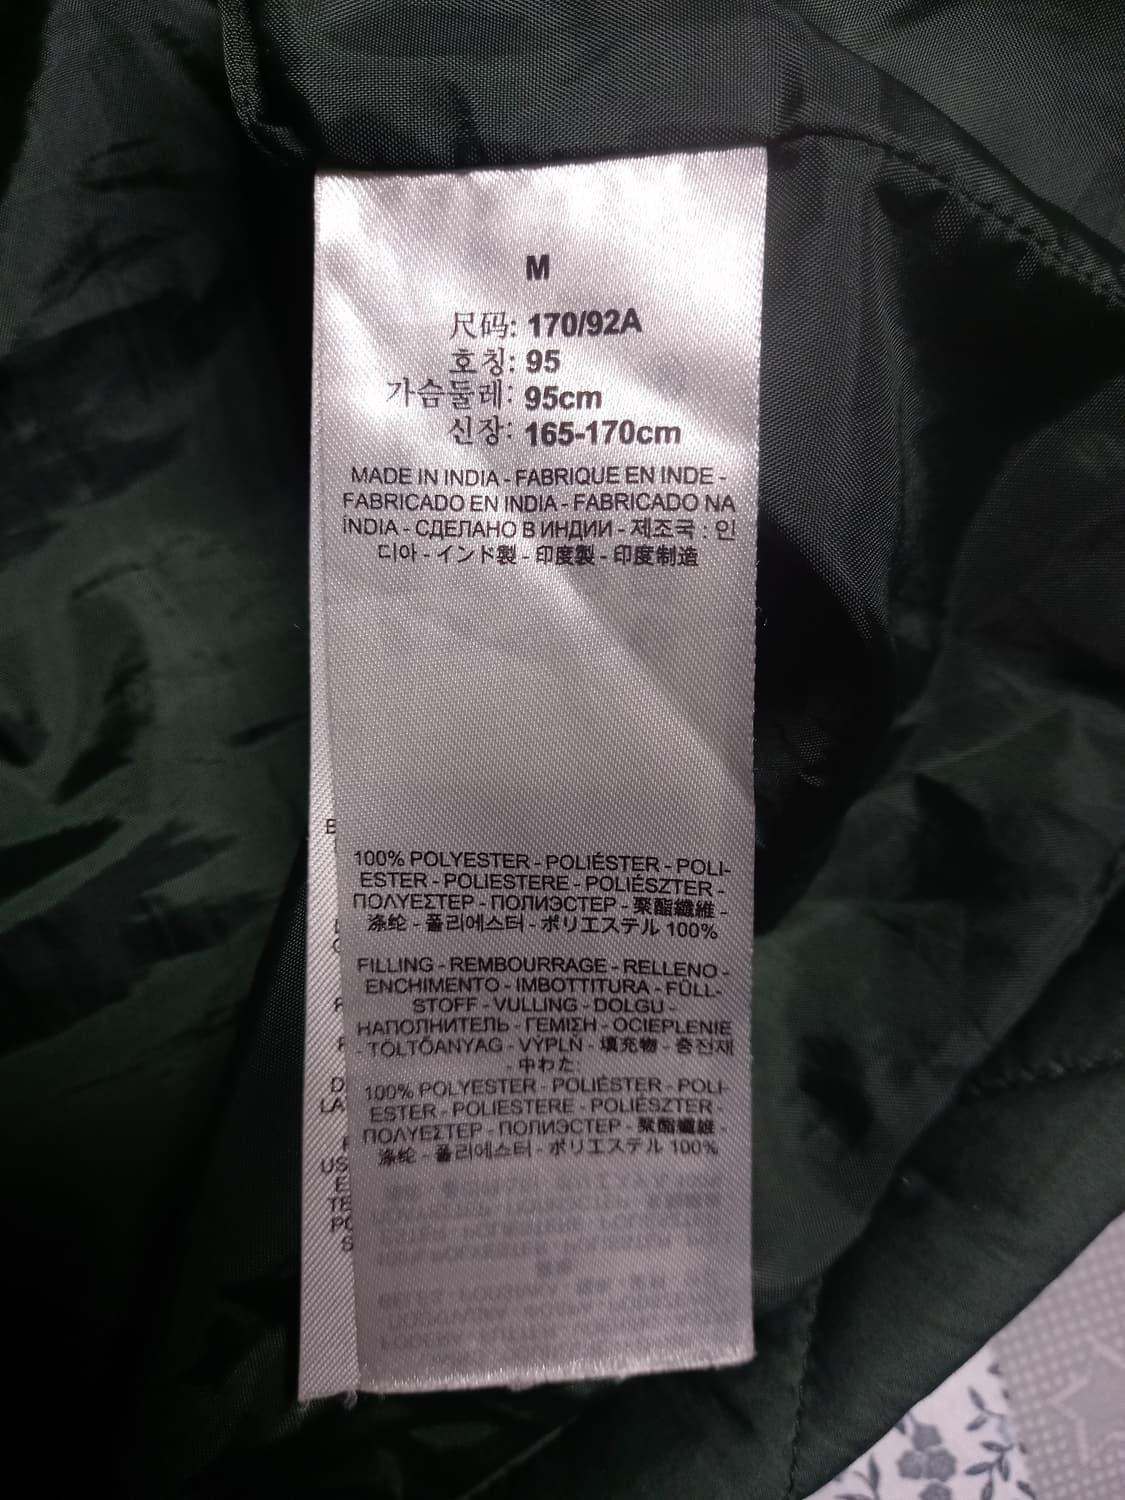 M
尺码: 170/92A
호칭: 95
가슴둘레: 95cm
신장: 165-170cm
MADE IN INDIA - FABRIQUE EN INDE -
FABRICADO EN INDIA - FABRICADO NA
ÍNDIA - СДЕЛАНО В ИНДИИ - 제조국 : 인
디아 - インド製 - 印度製 - 印度制造
100% POLYESTER - POLIÉSTER - POLI-
ESTER - POLIESTERE - POLIÉSZTER -
ΠΟΛΥΕΣΤΕΡ - ПОЛИЭСТЕР - 聚酯纖維 -
涤纶 - 폴리에스터 - ポリエステル 100%
FILLING - REMBOURRAGE - RELLENO -
ENCHIMENTO - IMBOTTITURA - FÜLL-
STOFF - VULLING - DOLGU -
НАПОЛНИТЕЛЬ - ΓΕΜΙΣΗ - OCIEPLENIE
- TÖLTŐANYAG - VÝPLŇ - 填充物 - 충전재
- 中わた:
100% POLYESTER - POLIÉSTER - POLI-
ESTER - POLIESTERE - POLIÉSZTER -
ΠΟΛΥΕΣΤΕΡ - ПОЛИЭСТЕР - 聚酯纖維 -
涤纶 - 폴리에스터 - ポリエステル 100%